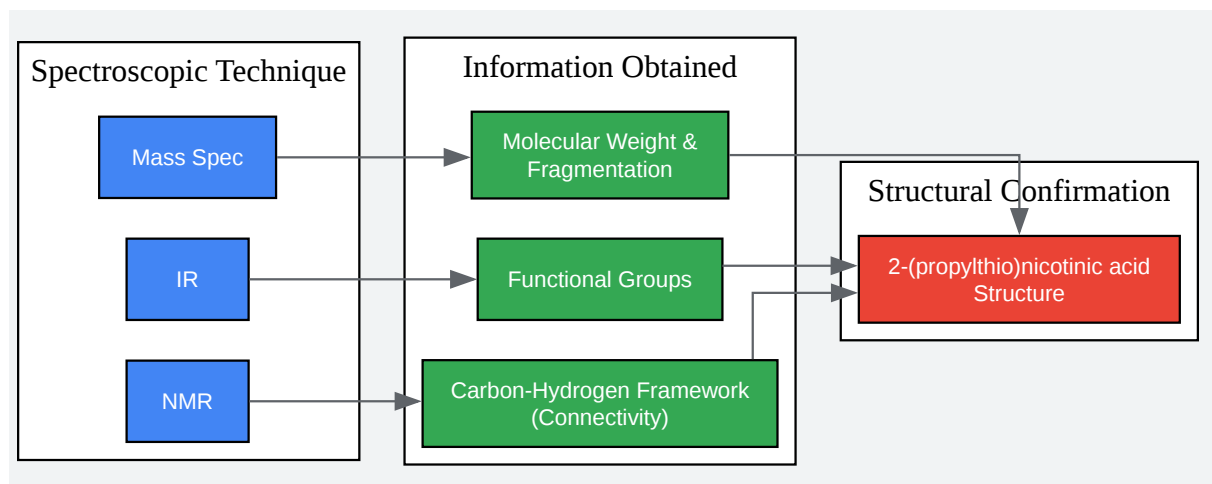 Spectroscopic Technique
Mass Spec
IR
NMR
Information Obtained
Molecular Weight &
Fragmentation
Functional Groups
Carbon-Hydrogen Framework
(Connectivity)
Structural Confirmation
2-(propylthio)nicotinic acid
Structure